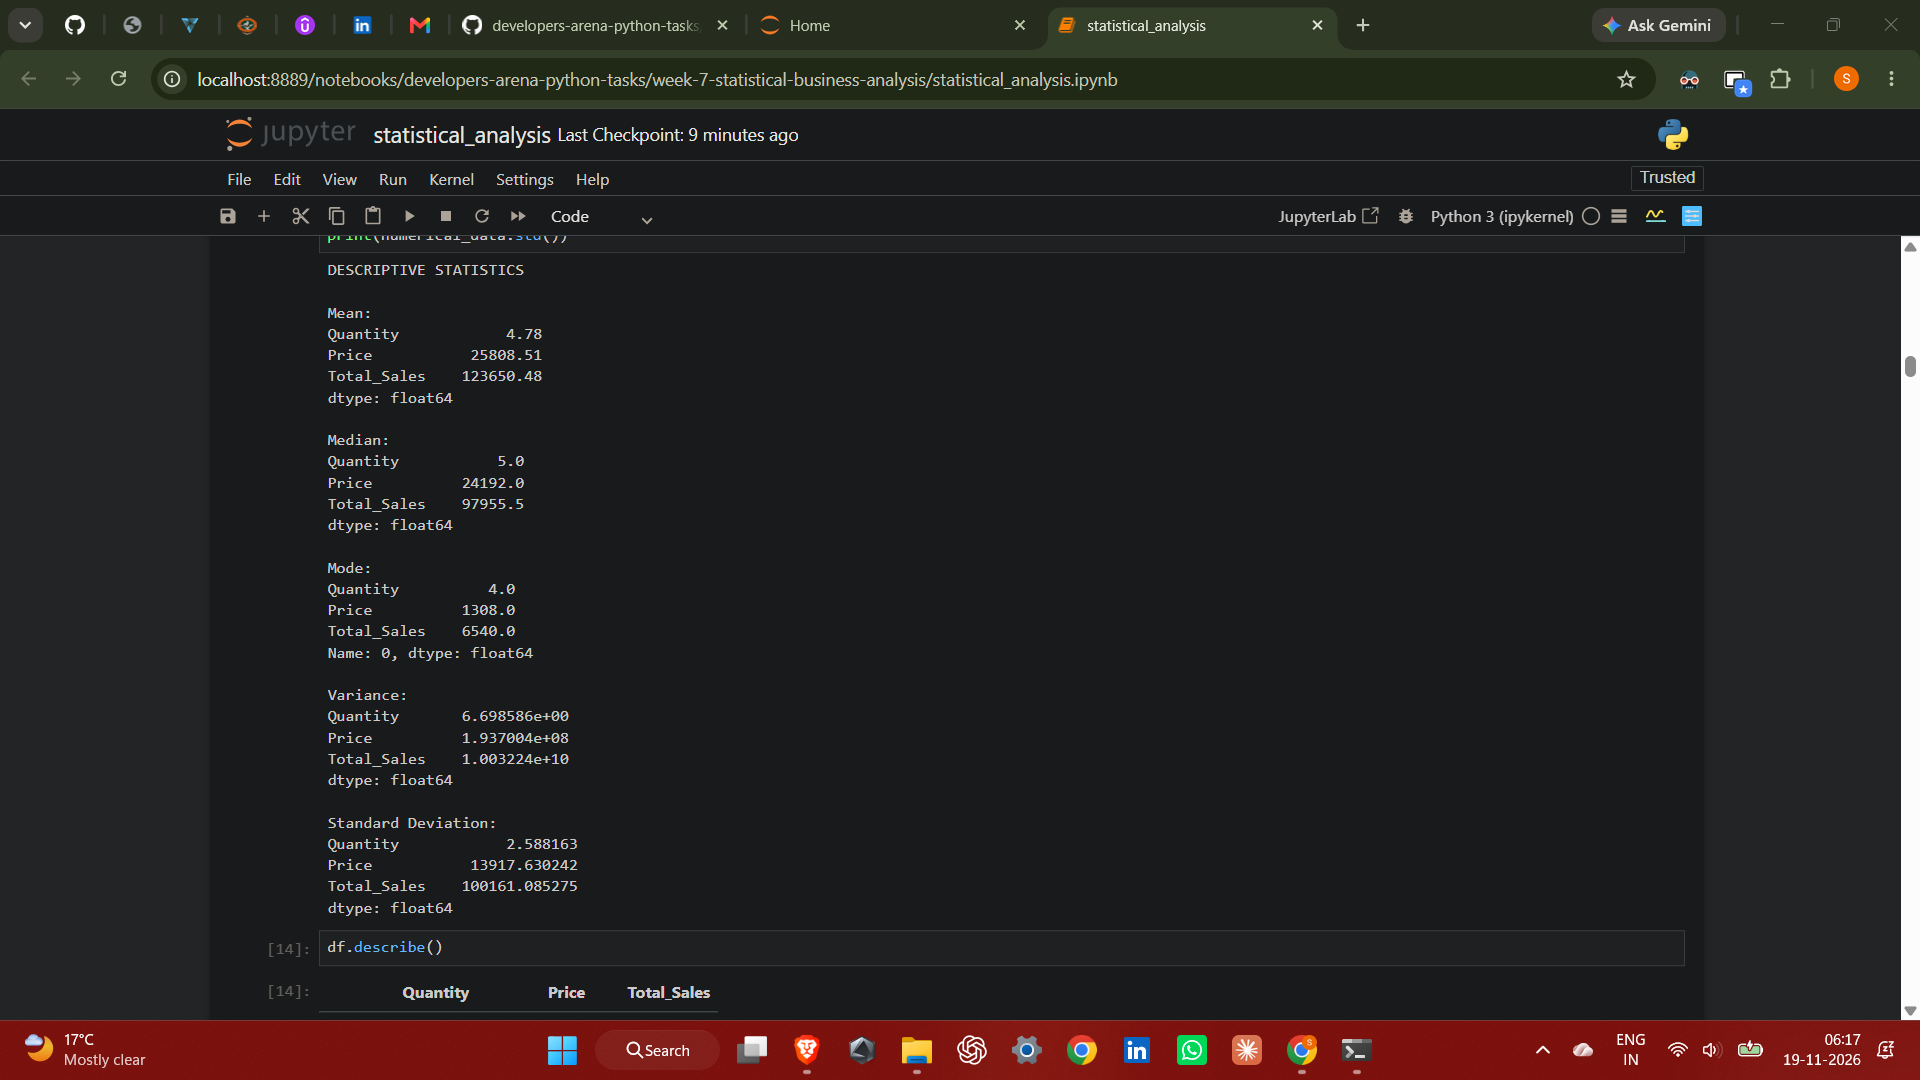 developers-arena-python-tasks
Home
statistical_analysis
Ask Gemini
localhost:8889/notebooks/developers-arena-python-tasks/week-7-statistical-business-analysis/statistical_analysis.ipynb
S
jupyter statistical_analysis Last Checkpoint: 9 minutes ago
File Edit View Run Kernel Settings Help
Trusted
Code
JupyterLab
Python 3 (ipykernel)
print(numerical_data.std())
DESCRIPTIVE STATISTICS
Mean:
Quantity 4.78
Price 25808.51
Total_Sales 123650.48
dtype: float64
Median:
Quantity 5.0
Price 24192.0
Total_Sales 97955.5
dtype: float64
Mode:
Quantity 4.0
Price 1308.0
Total_Sales 6540.0
Name: 0, dtype: float64
Variance:
Quantity 6.698586e+00
Price 1.937004e+08
Total_Sales 1.003224e+10
dtype: float64
Standard Deviation:
Quantity 2.588163
Price 13917.630242
Total_Sales 100161.085275
dtype: float64
[14]: df.describe()
[14]: Quantity Price Total_Sales
17°C
Mostly clear
Search
ENG
IN
06:17
19-11-2026